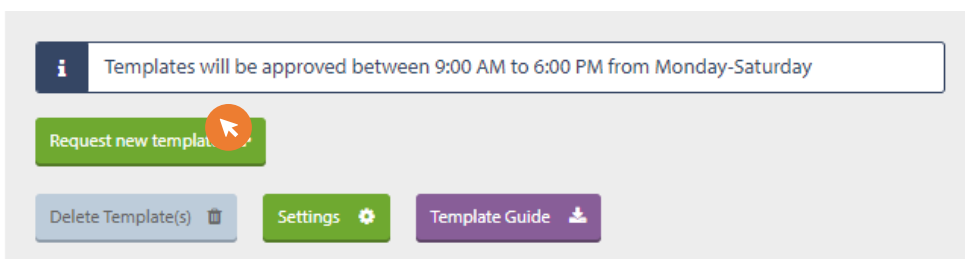 i Templates will be approved between 9:00 AM to 6:00 PM from Monday-Saturday
Request new
Delete Template(s) Settings Template Guide